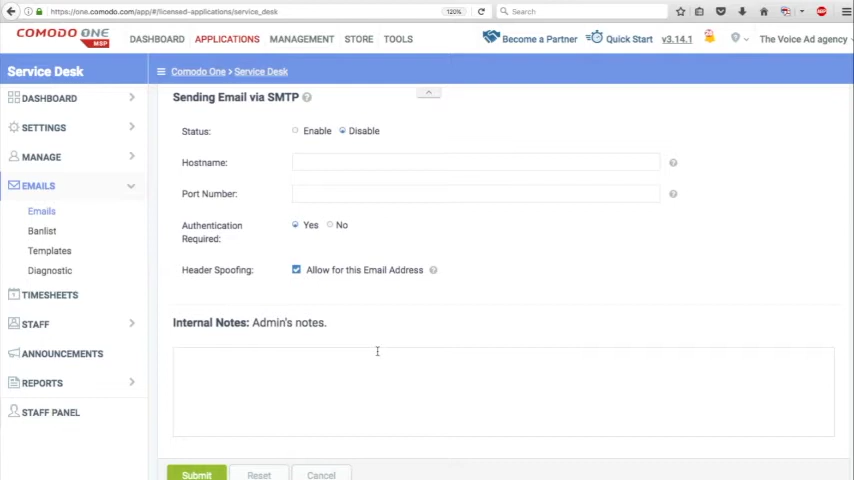 https://one.comodo.com/app/#/licensed-applications/service_desk
120%
Search
COMODO ONE
MSP
DASHBOARD
APPLICATIONS
MANAGEMENT
STORE
TOOLS
Become a Partner
Quick Start
v3.14.1
The Voice Ad agency
Service Desk
Comodo One > Service Desk
DASHBOARD
SETTINGS
MANAGE
EMAILS
Emails
Banlist
Templates
Diagnostic
TIMESHEETS
STAFF
ANNOUNCEMENTS
REPORTS
STAFF PANEL
Sending Email via SMTP
Status:
Enable
Disable
Hostname:
Port Number:
Authentication
Required:
Yes
No
Header Spoofing:
Allow for this Email Address
Internal Notes: Admin's notes.
Submit
Reset
Cancel